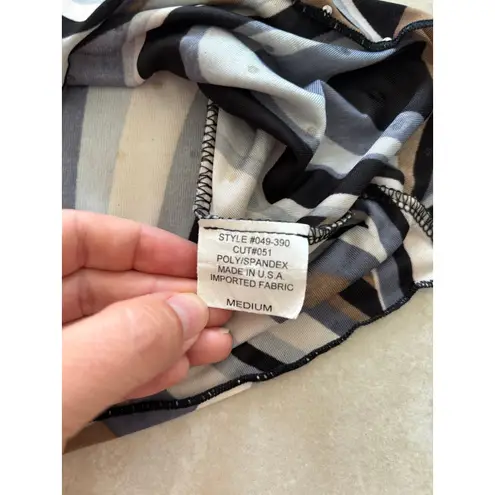 STYLE #049-390
CUT#051
POLY/SPANDEX
MADE IN U.S.A.
IMPORTED FABRIC
MEDIUM